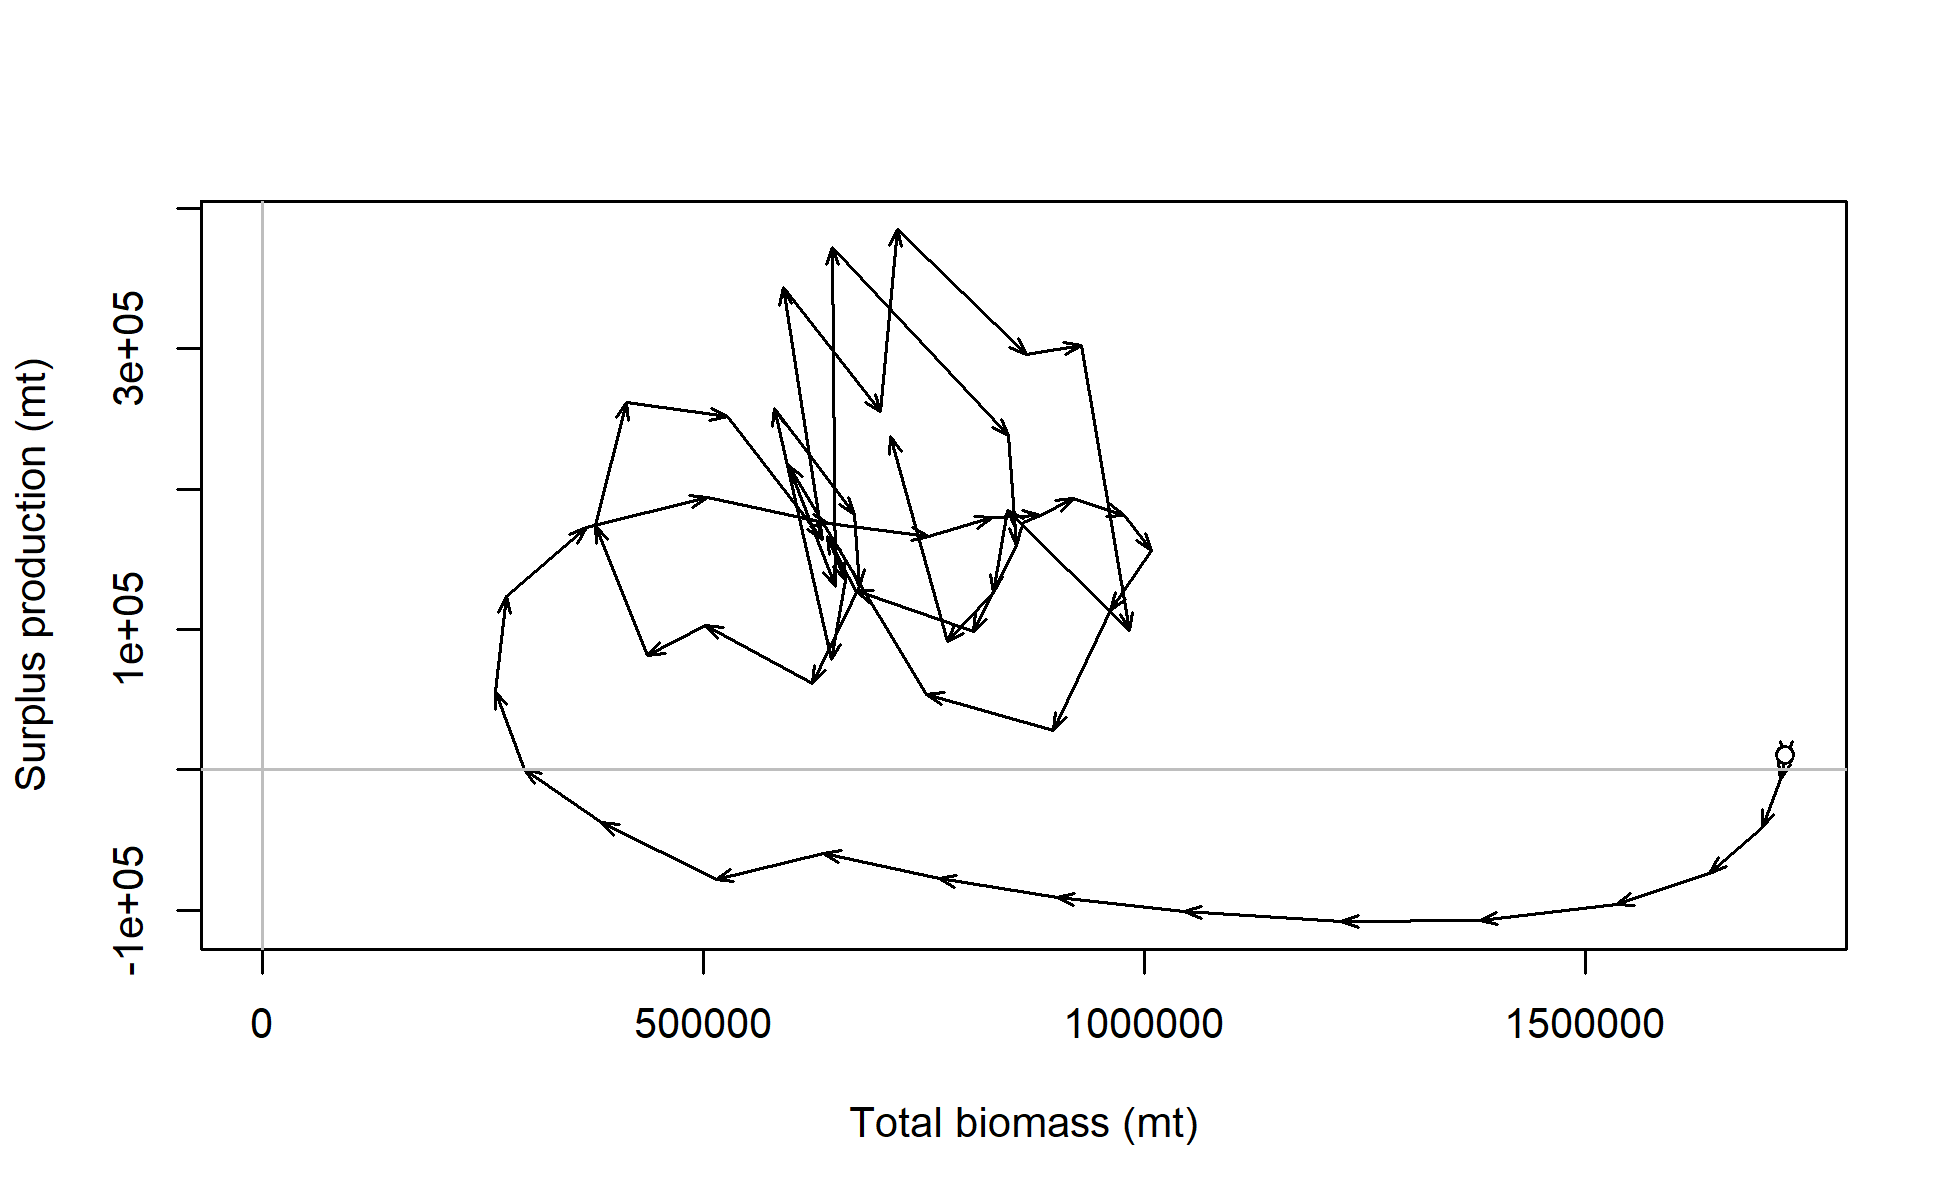 Surplus production (mt)
3e+05
1e+05
-1e+05
0 500000 1000000 1500000
Total biomass (mt)